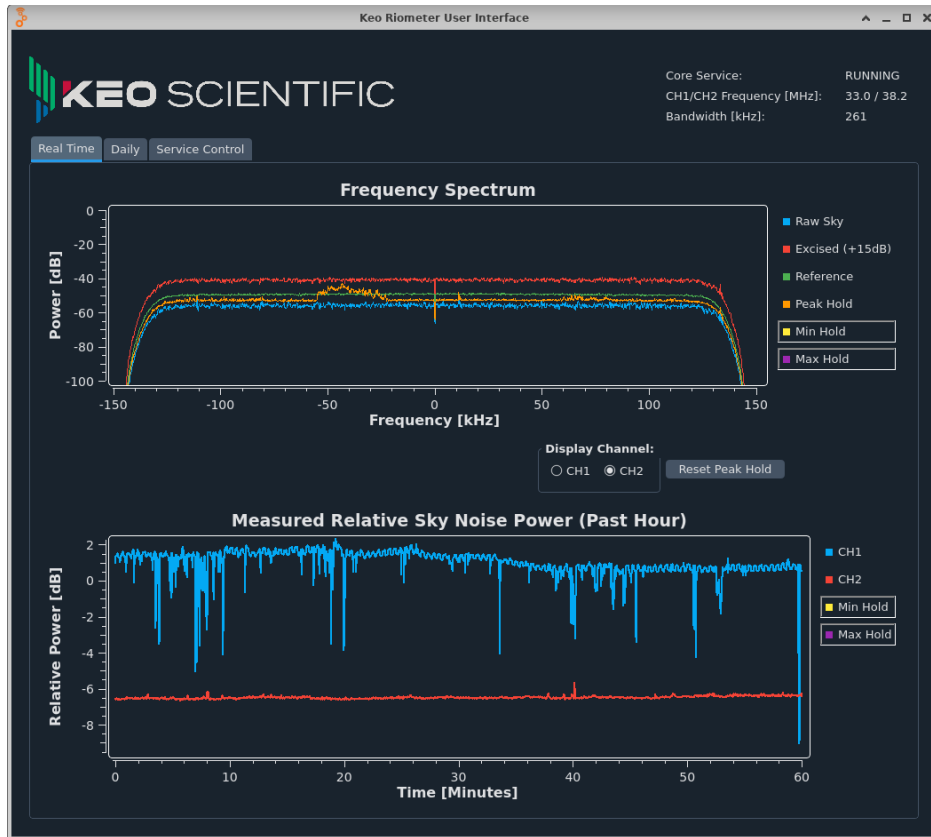 Keo Riometer User Interface
KEO SCIENTIFIC
Core Service: RUNNING
CH1/CH2 Frequency [MHz]: 33.0 / 38.2
Bandwidth [kHz]: 261
Real Time Daily Service Control
Frequency Spectrum
0
-20
-40
-60
-80
-100
Power [dB]
-150 -100 -50 0 50 100 150
Frequency [kHz]
Raw Sky
Excised (+15dB)
Reference
Peak Hold
Min Hold
Max Hold
Display Channel:
CH1 CH2 Reset Peak Hold
Measured Relative Sky Noise Power (Past Hour)
2
0
-2
-4
-6
-8
Relative Power [dB]
0 10 20 30 40 50 60
Time [Minutes]
CH1
CH2
Min Hold
Max Hold